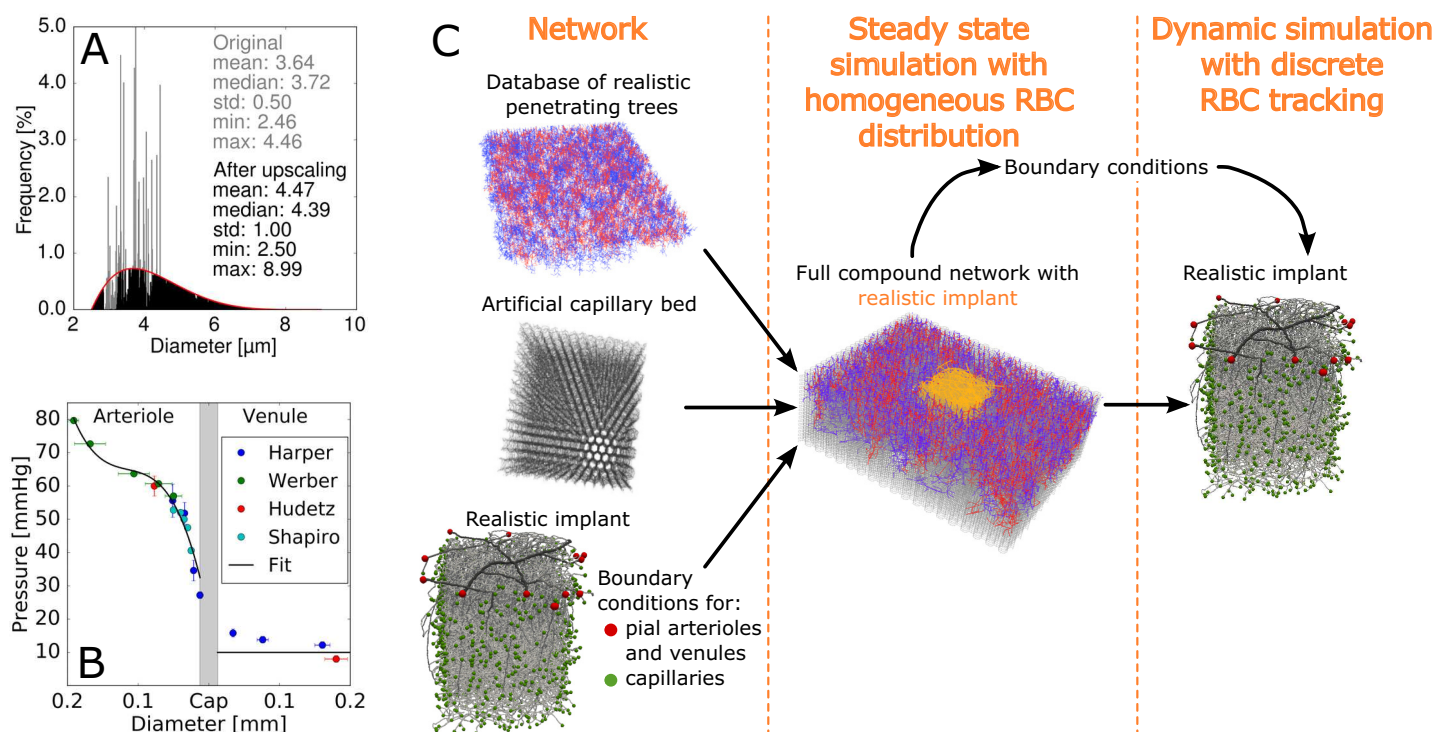 A
5.0
4.0
3.0
2.0
1.0
0.0
Frequency [%]
2
4
6
8
10
Diameter [µm]
Original
mean: 3.64
median: 3.72
std: 0.50
min: 2.46
max: 4.46
After upscaling
mean: 4.47
median: 4.39
std: 1.00
min: 2.50
max: 8.99
B
80
70
60
50
40
30
20
10
Pressure [mmHg]
Arteriole
Venule
Harper
Werber
Hudetz
Shapiro
Fit
0.2
0.1
Cap
0.1
0.2
Diameter [mm]
C
Network
Database of realistic
penetrating trees
Artificial capillary bed
Realistic implant
Boundary
conditions for:
pial arterioles
and venules
capillaries
Steady state
simulation with
homogeneous RBC
distribution
Boundary conditions
Full compound network with
realistic implant
Dynamic simulation
with discrete
RBC tracking
Realistic implant